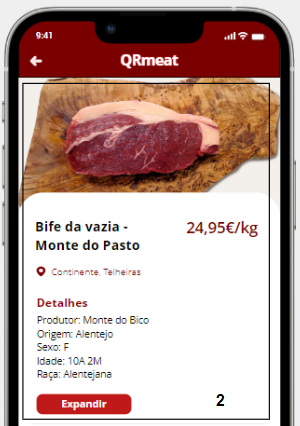 9:41
QRmeat
Bife da vazia - 24,95€/kg
Monte do Pasto
Continente, Telheiras
Detalhes
Produtor: Monte do Bico
Origem: Alentejo
Sexo: F
Idade: 10A 2M
Raça: Alentejana
Expandir
2